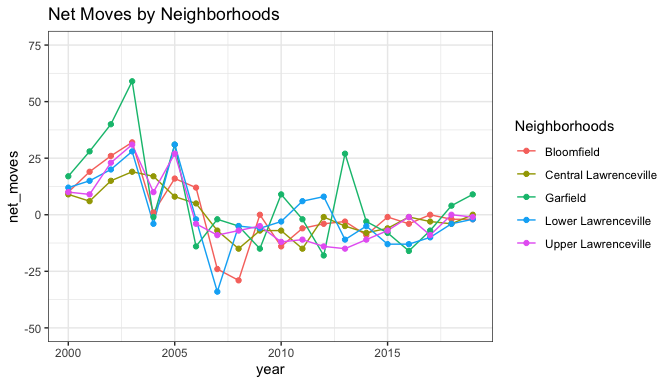 Net Moves by Neighborhoods
75
50
25
0
-25
-50
net_moves
2000
2005
2010
2015
year
Neighborhoods
Bloomfield
Central Lawrenceville
Garfield
Lower Lawrenceville
Upper Lawrenceville